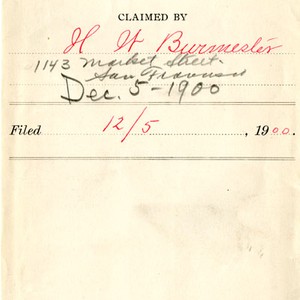 CLAIMED BY
H W Burmester
1143 Market Street
San Francisco
Dec. 5-1900
Filed 12/5, 1900.